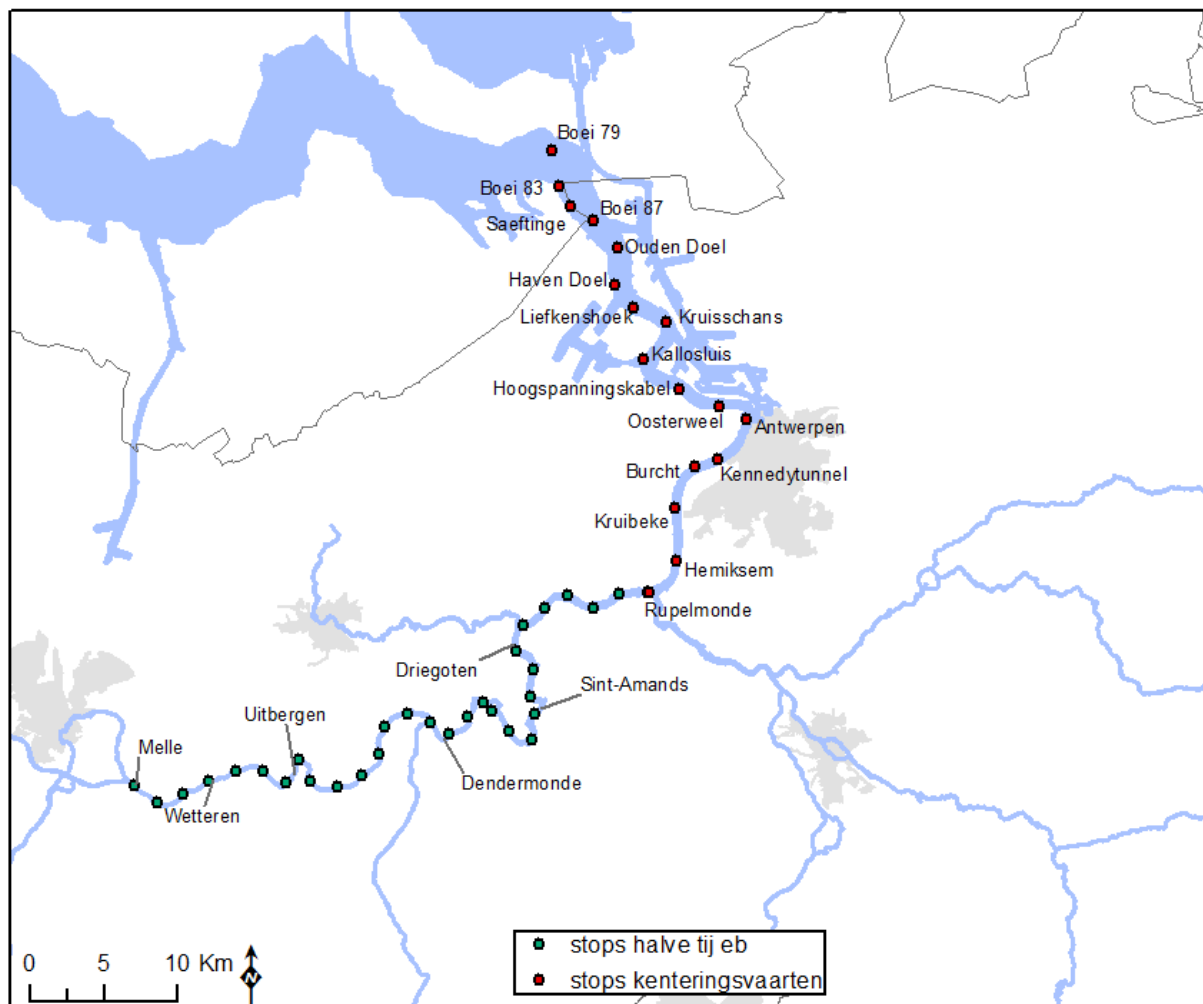 Boei 79
Boei 83
Boei 87
Saeftinge
Ouden Doel
Haven Doel
Liefkenshoek
Kruisschans
Kallosluis
Hoogspanningskabel
Oosterweel
Antwerpen
Burcht
Kennedytunnel
Kruibeke
Hemiksem
Rupelmonde
Driegoten
Sint-Amands
Uitbergen
Melle
Dendermonde
Wetteren
stops halve tij eb
stops kenteringsvaarten
0 5 10 Km
N